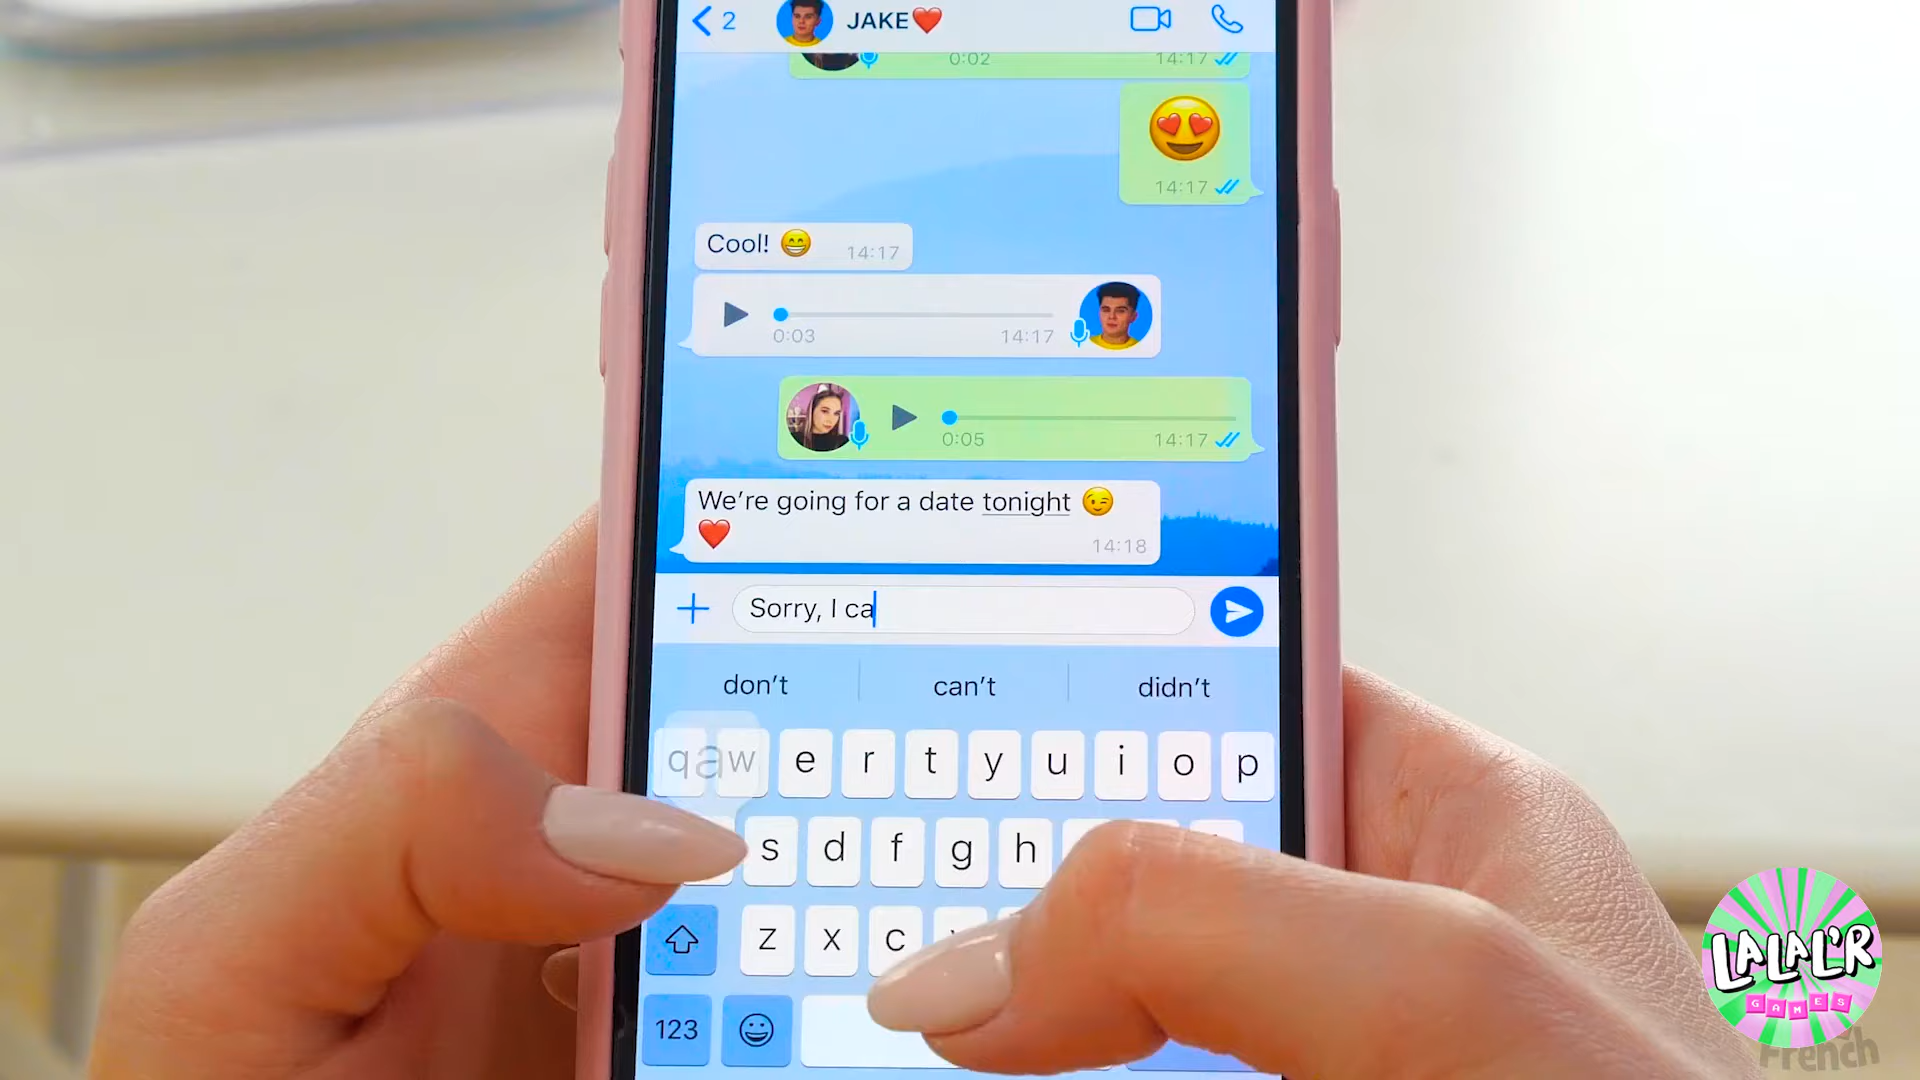 2
JAKE❤️
0:02
14:17
😍
14:17
Cool! 😁
14:17
0:03
14:17
0:05
14:17
We’re going for a date tonight 😉
❤️
14:18
Sorry, I ca
don’t can’t didn’t
q a w e r t y u i o p
s d f g h
z x c
123
LALAL'R
GAMES
French